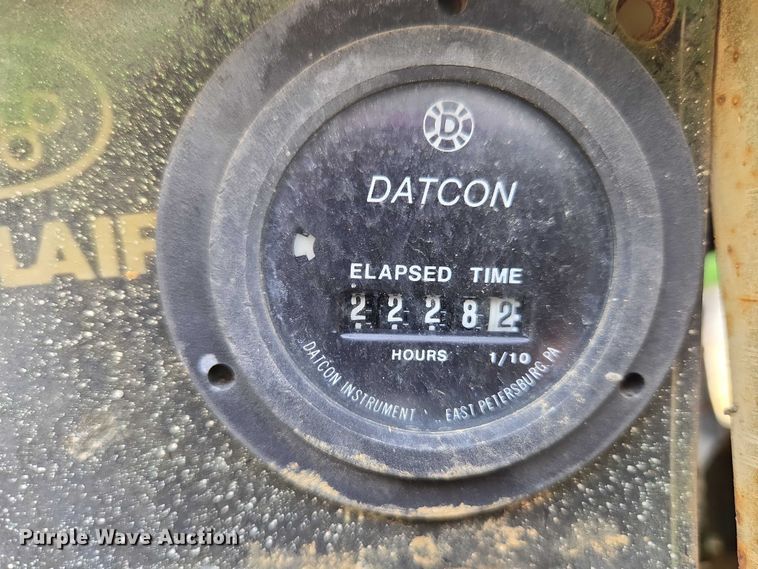 D
DATCON
LAIR
ELAPSED TIME
2 2 2 8 2
HOURS 1/10
DATCON INSTRUMENT EAST PETERSBURG, PA
Purple Wave Auction